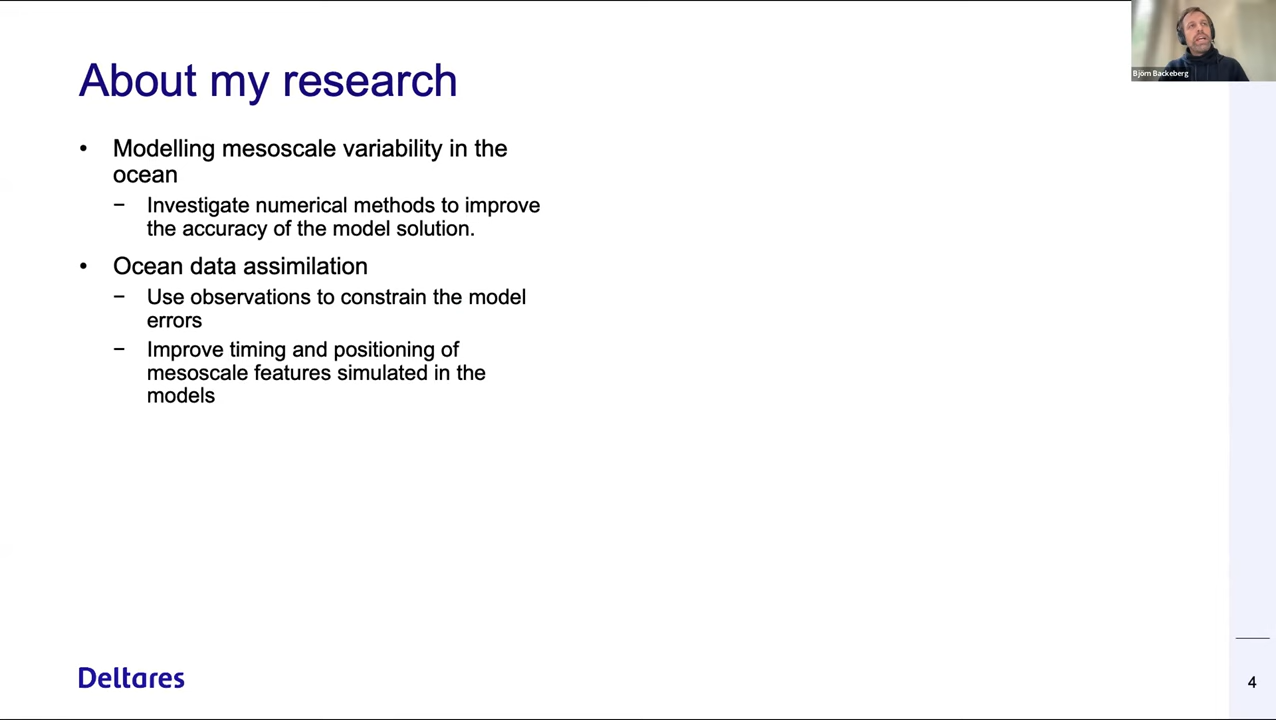 About my research
• Modelling mesoscale variability in the
ocean
− Investigate numerical methods to improve
the accuracy of the model solution.
• Ocean data assimilation
− Use observations to constrain the model
errors
− Improve timing and positioning of
mesoscale features simulated in the
models
Björn Backeberg
Deltares
4